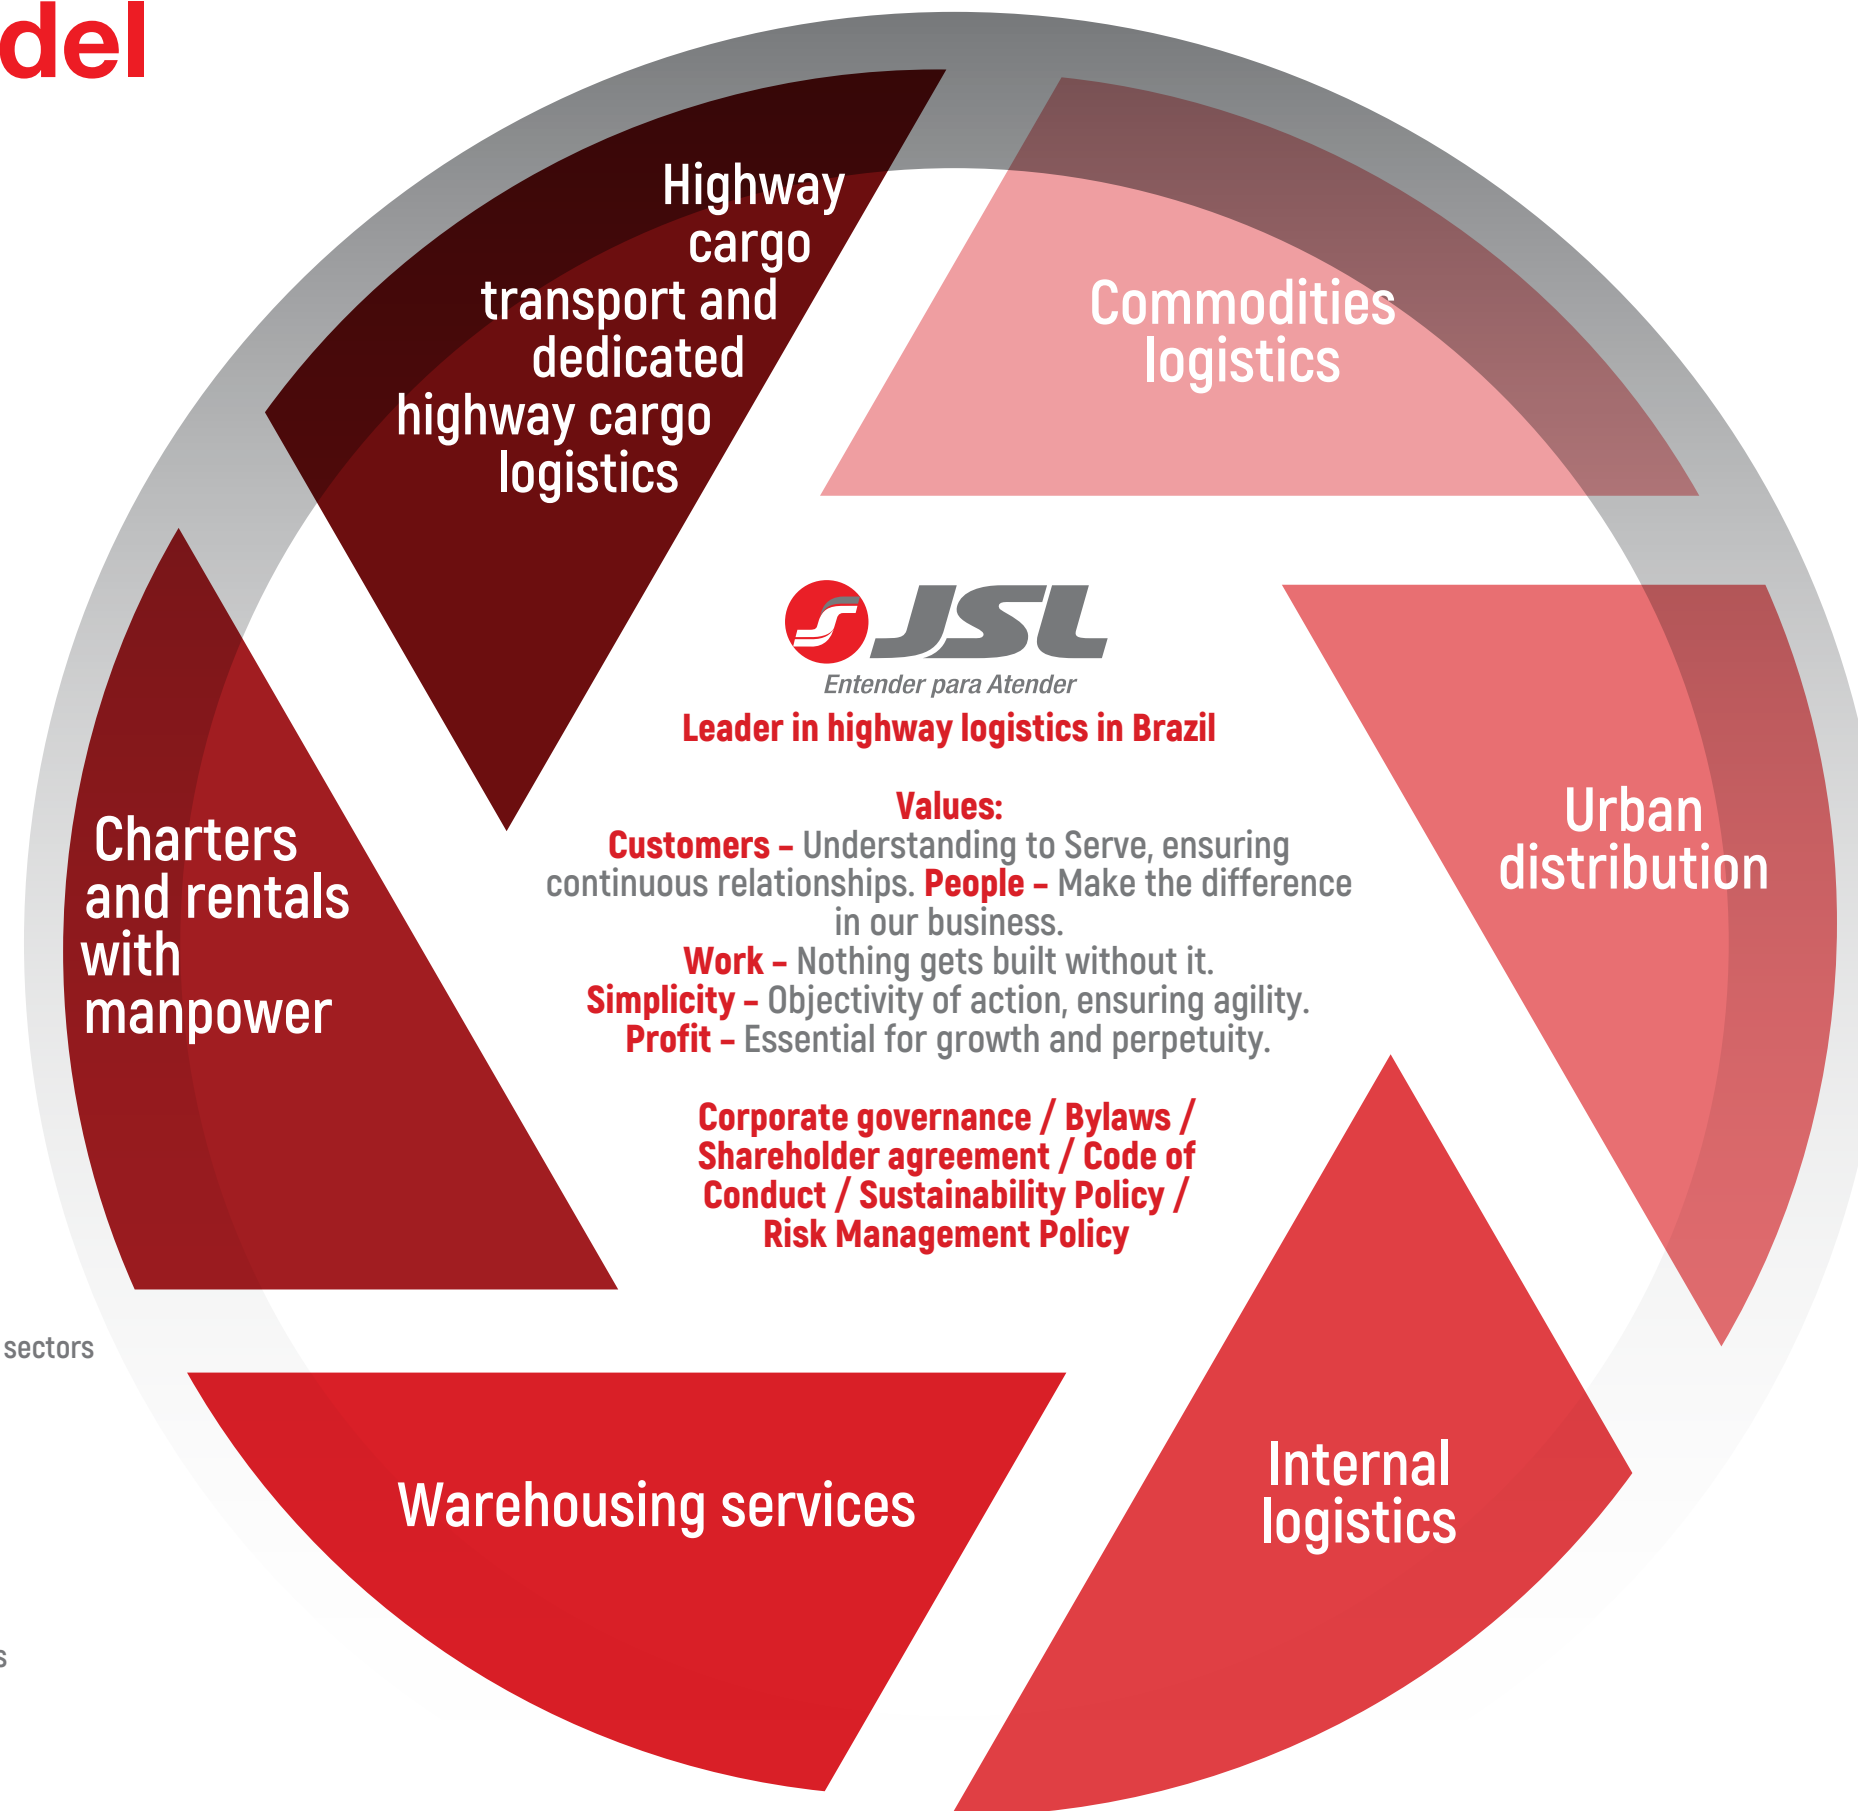 del
Highway
cargo
transport and
dedicated
highway cargo
logistics
Commodities
logistics
JSL
Entender para Atender
Leader in highway logistics in Brazil
Values:
Customers – Understanding to Serve, ensuring
continuous relationships. People – Make the difference
in our business.
Work – Nothing gets built without it.
Simplicity – Objectivity of action, ensuring agility.
Profit – Essential for growth and perpetuity.
Corporate governance / Bylaws /
Shareholder agreement / Code of
Conduct / Sustainability Policy /
Risk Management Policy
Urban
distribution
Charters
and rentals
with
manpower
sectors
Warehousing services
Internal
logistics
s